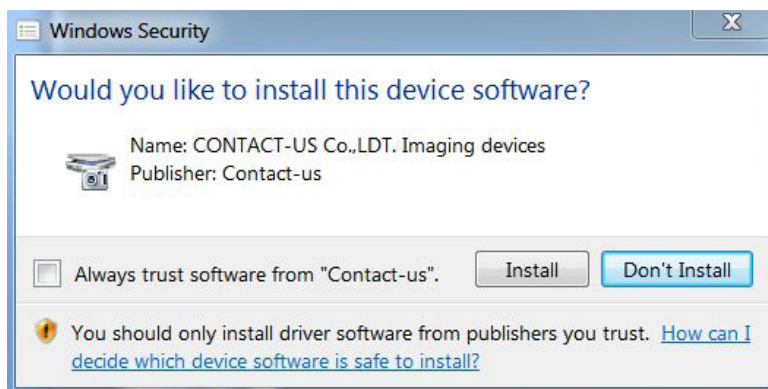 Windows Security
Would you like to install this device software?
Name: CONTACT-US Co.,LDT. Imaging devices
Publisher: Contact-us
Always trust software from "Contact-us".
Install
Don't Install
You should only install driver software from publishers you trust. How can I
decide which device software is safe to install?